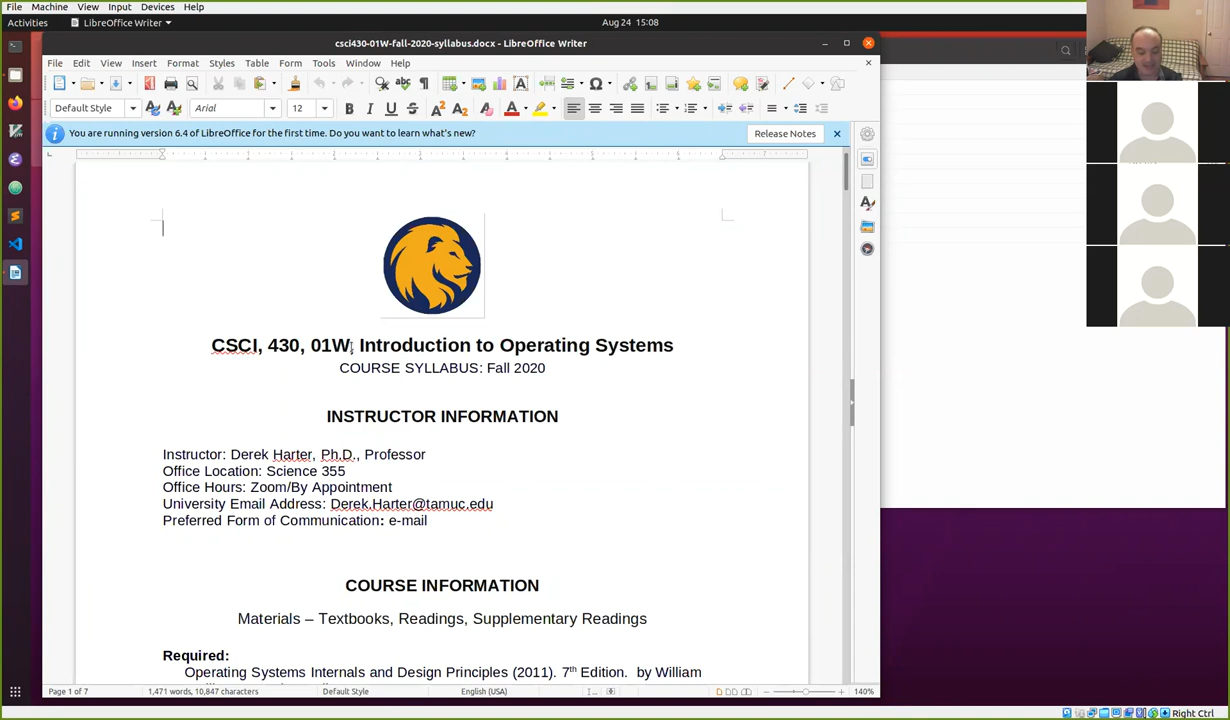 File Machine View Input Devices Help
Activities LibreOffice Writer Aug 24 15:08
csci430-01W-fall-2020-syllabus.docx - LibreOffice Writer
File Edit View Insert Format Styles Table Form Tools Window Help
Default Style Arial 12
You are running version 6.4 of LibreOffice for the first time. Do you want to learn what's new? Release Notes
CSCI, 430, 01W, Introduction to Operating Systems
COURSE SYLLABUS: Fall 2020
INSTRUCTOR INFORMATION
Instructor: Derek Harter, Ph.D., Professor
Office Location: Science 355
Office Hours: Zoom/By Appointment
University Email Address: Derek.Harter@tamuc.edu
Preferred Form of Communication: e-mail
COURSE INFORMATION
Materials – Textbooks, Readings, Supplementary Readings
Required:
Operating Systems Internals and Design Principles (2011). 7th Edition. by William
Page 1 of 7 1,471 words, 10,847 characters Default Style English (USA) 140%
Right Ctrl